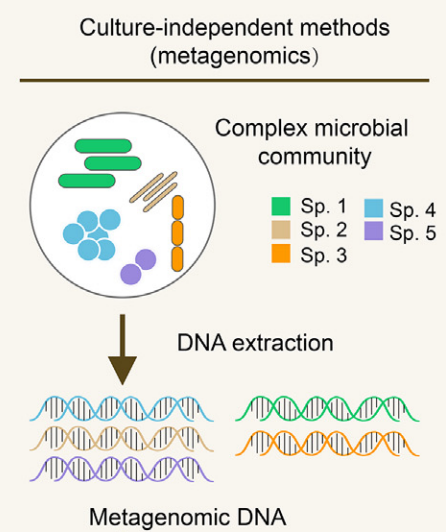 Culture-independent methods
(metagenomics)
Complex microbial
community
Sp. 1
Sp. 4
Sp. 2
Sp. 5
Sp. 3
DNA extraction
Metagenomic DNA